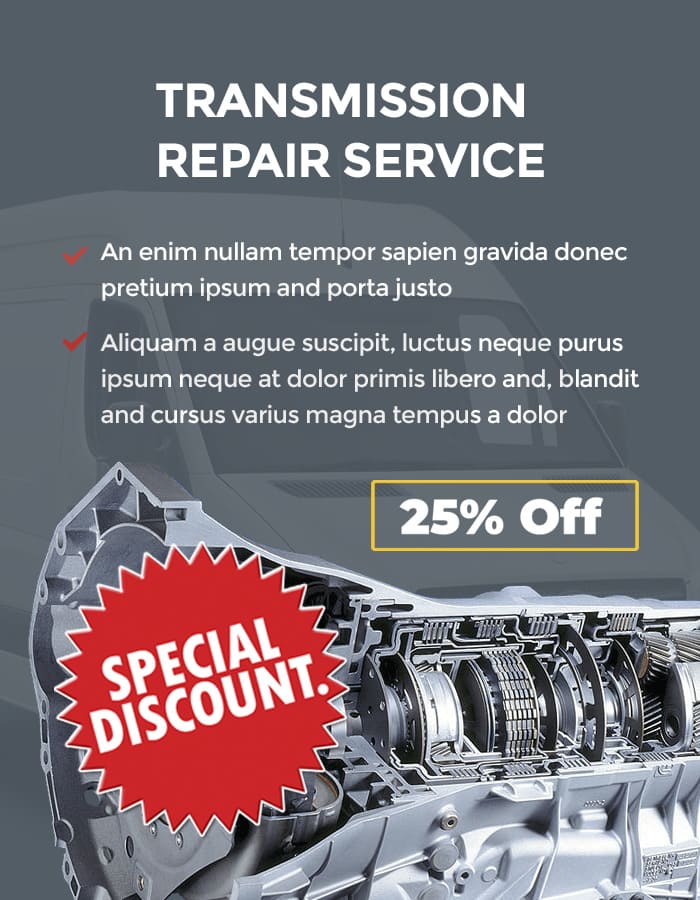 TRANSMISSION
REPAIR SERVICE
An enim nullam tempor sapien gravida donec
pretium ipsum and porta justo
Aliquam a augue suscipit, luctus neque purus
ipsum neque at dolor primis libero and, blandit
and cursus varius magna tempus a dolor
25% Off
SPECIAL
DISCOUNT.